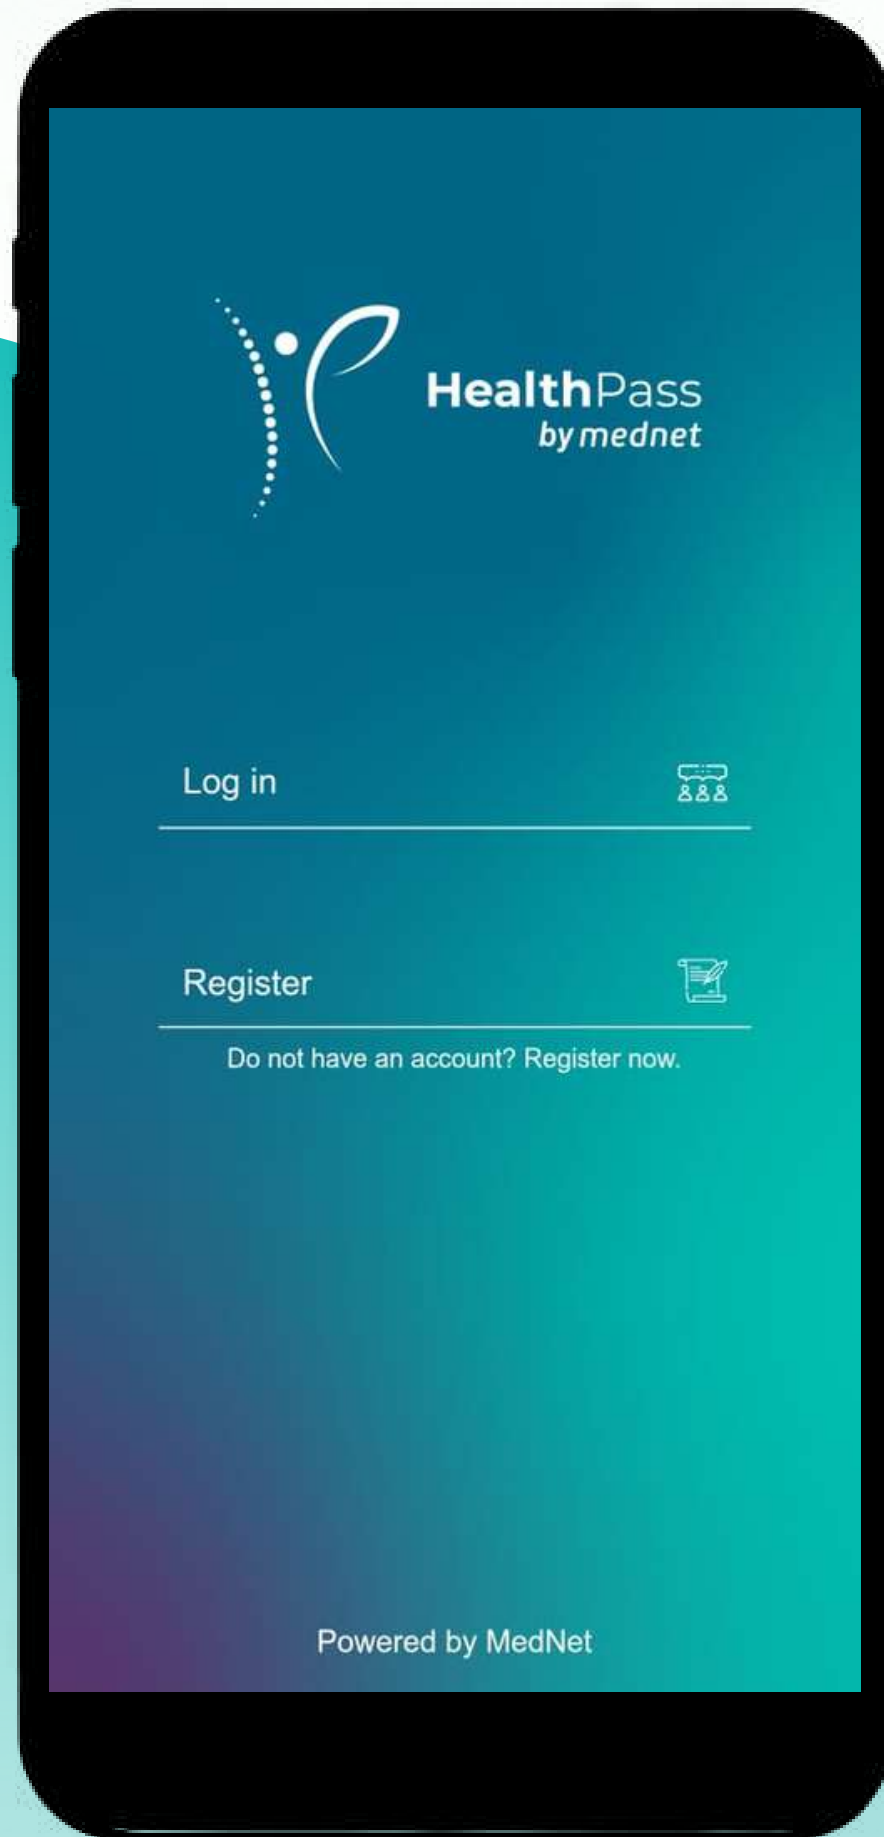 HealthPass
by mednet
Log in
Register
Do not have an account? Register now.
Powered by MedNet